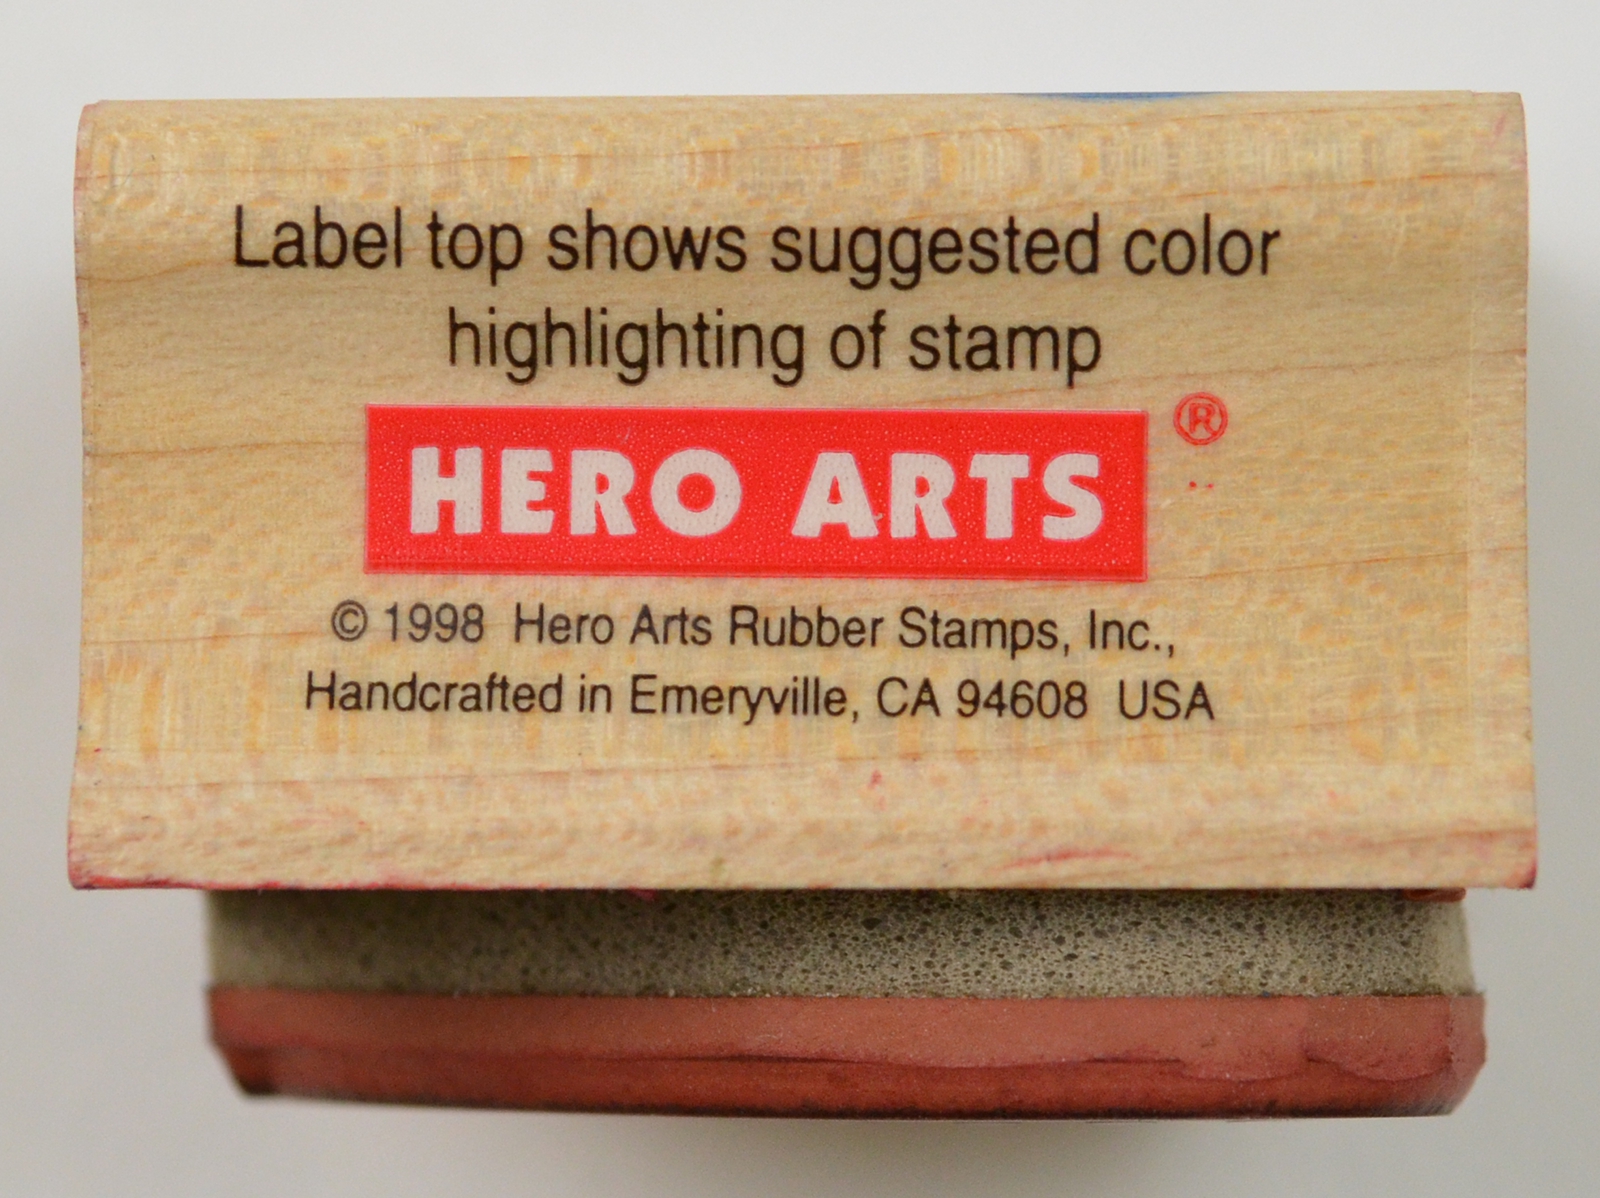 Label top shows suggested color
highlighting of stamp
HERO ARTS ®
© 1998 Hero Arts Rubber Stamps, Inc.,
Handcrafted in Emeryville, CA 94608 USA